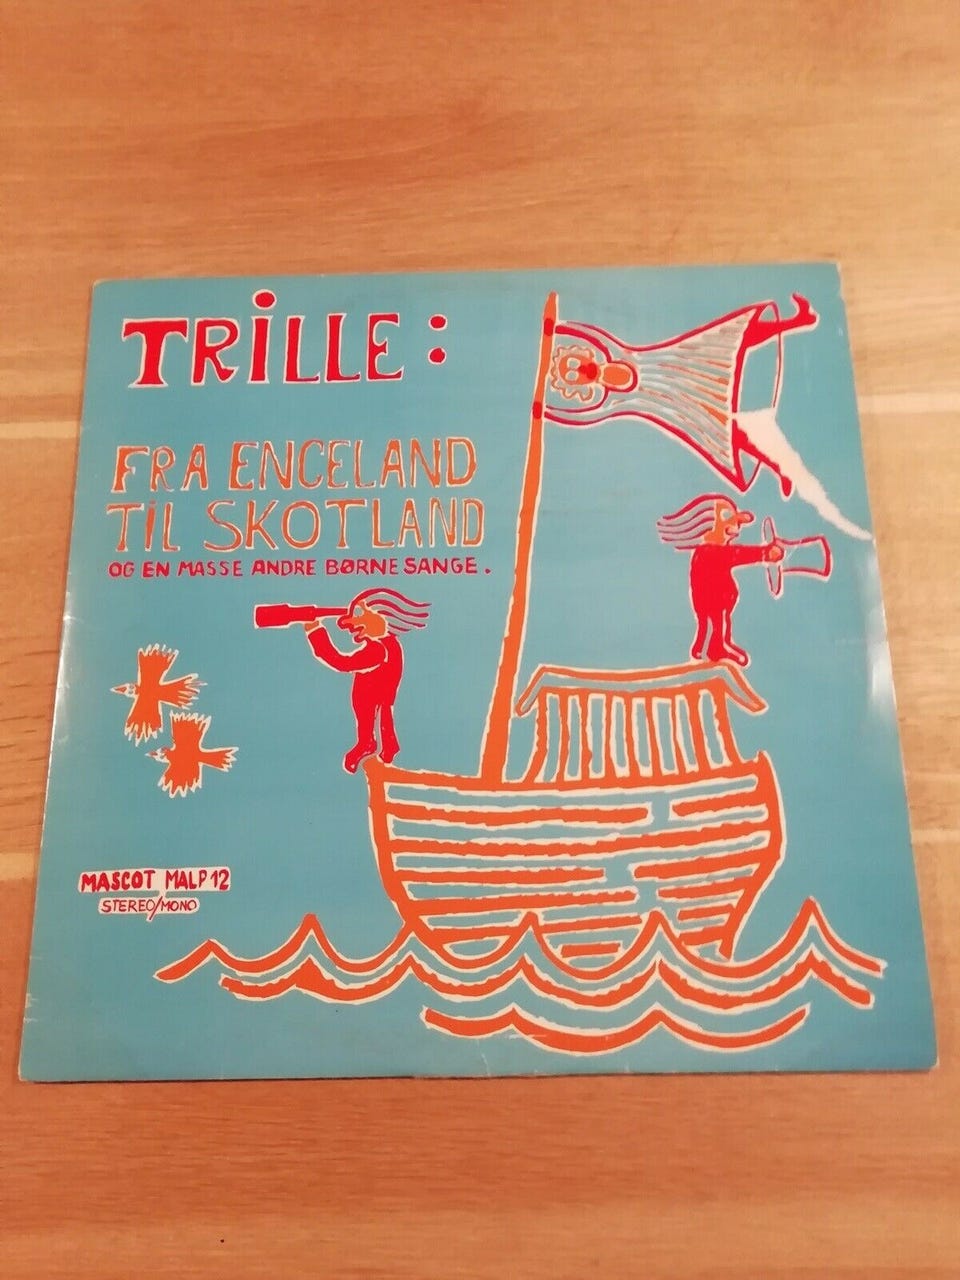 TRILLE:
FRA ENGELAND
TIL SKOTLAND
OG EN MASSE ANDRE BØRNESANGE.
MASCOT MALP 12
STEREO/MONO